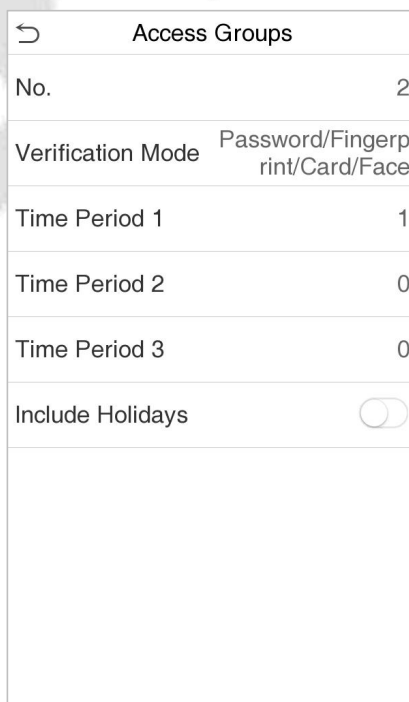 Access Groups
No. 2
Verification Mode Password/Fingerp
rint/Card/Face
Time Period 1 1
Time Period 2 0
Time Period 3 0
Include Holidays